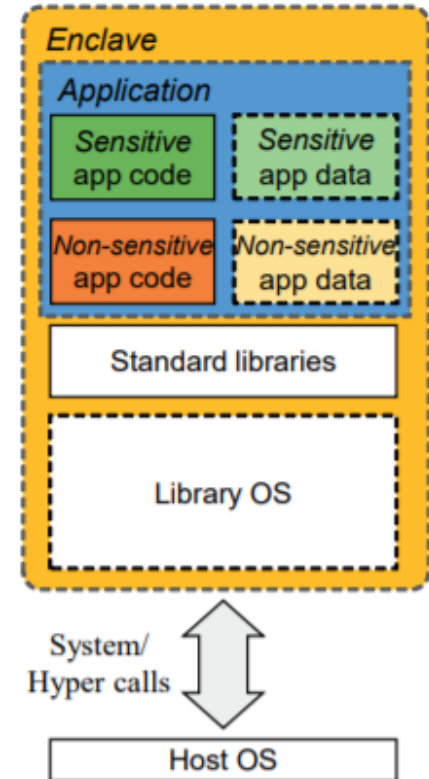 Enclave
Application
Sensitive
app code
Sensitive
app data
Non-sensitive
app code
Non-sensitive
app data
Standard libraries
Library OS
System/
Hyper calls
Host OS